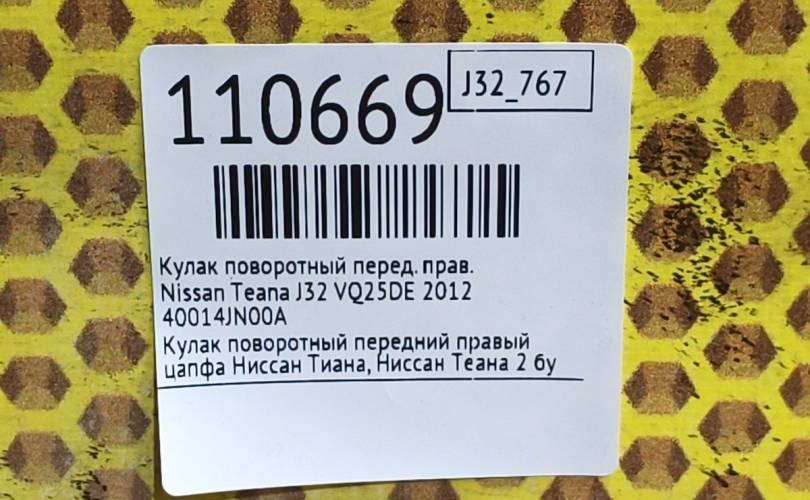 110669
J32_767
Кулак поворотный перед. прав.
Nissan Teana J32 VQ25DE 2012
40014JN00A
Кулак поворотный передний правый
цапфа Ниссан Тиана, Ниссан Теана 2 бу